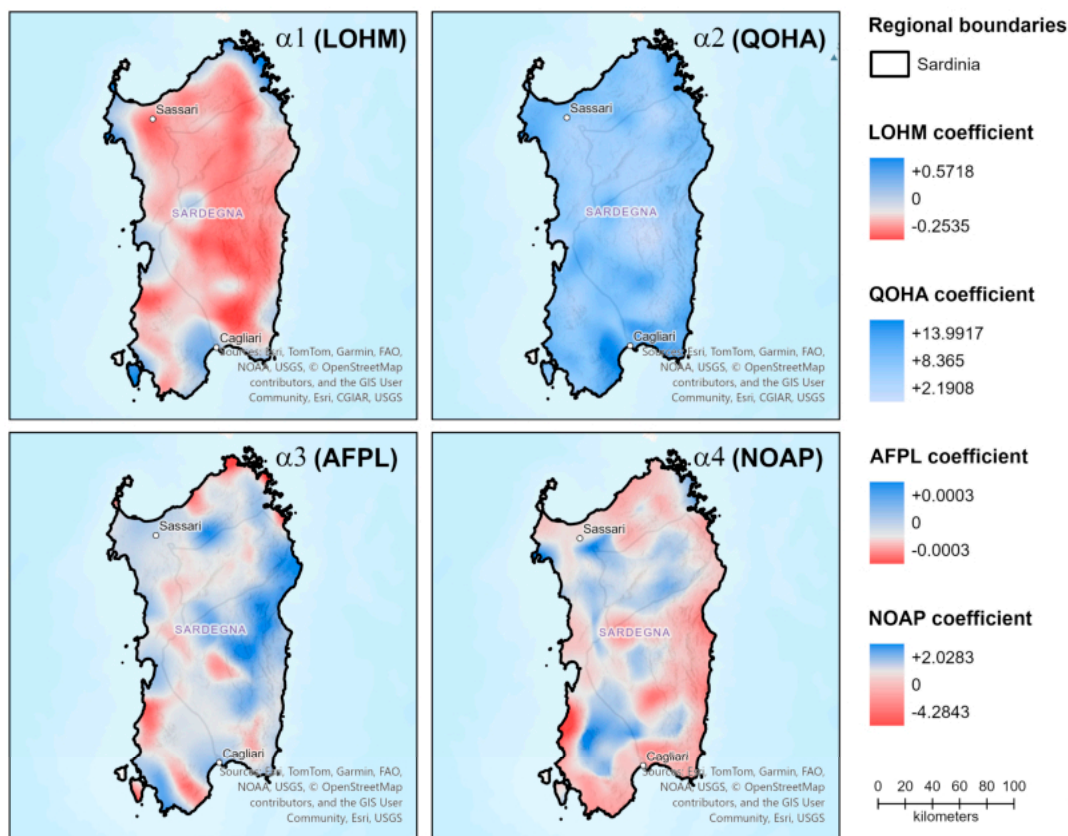 α1 (LOHM)
Sassari
SARDEGNA
Cagliari
Sources: Esri, TomTom, Garmin, FAO,
NOAA, USGS, © OpenStreetMap
contributors, and the GIS User
Community, Esri, CGIAR, USGS
α2 (QOHA)
Sassari
SARDEGNA
Cagliari
Sources: Esri, TomTom, Garmin, FAO,
NOAA, USGS, © OpenStreetMap
contributors, and the GIS User
Community, Esri, CGIAR, USGS
α3 (AFPL)
Sassari
SARDEGNA
Cagliari
Sources: Esri, TomTom, Garmin, FAO,
NOAA, USGS, © OpenStreetMap
contributors, and the GIS User
Community, Esri, USGS
α4 (NOAP)
Sassari
SARDEGNA
Cagliari
Sources: Esri, TomTom, Garmin, FAO,
NOAA, USGS, © OpenStreetMap
contributors, and the GIS User
Community, Esri, USGS
Regional boundaries
Sardinia
LOHM coefficient
+0.5718
0
-0.2535
QOHA coefficient
+13.9917
+8.365
+2.1908
AFPL coefficient
+0.0003
0
-0.0003
NOAP coefficient
+2.0283
0
-4.2843
0 20 40 60 80 100
kilometers